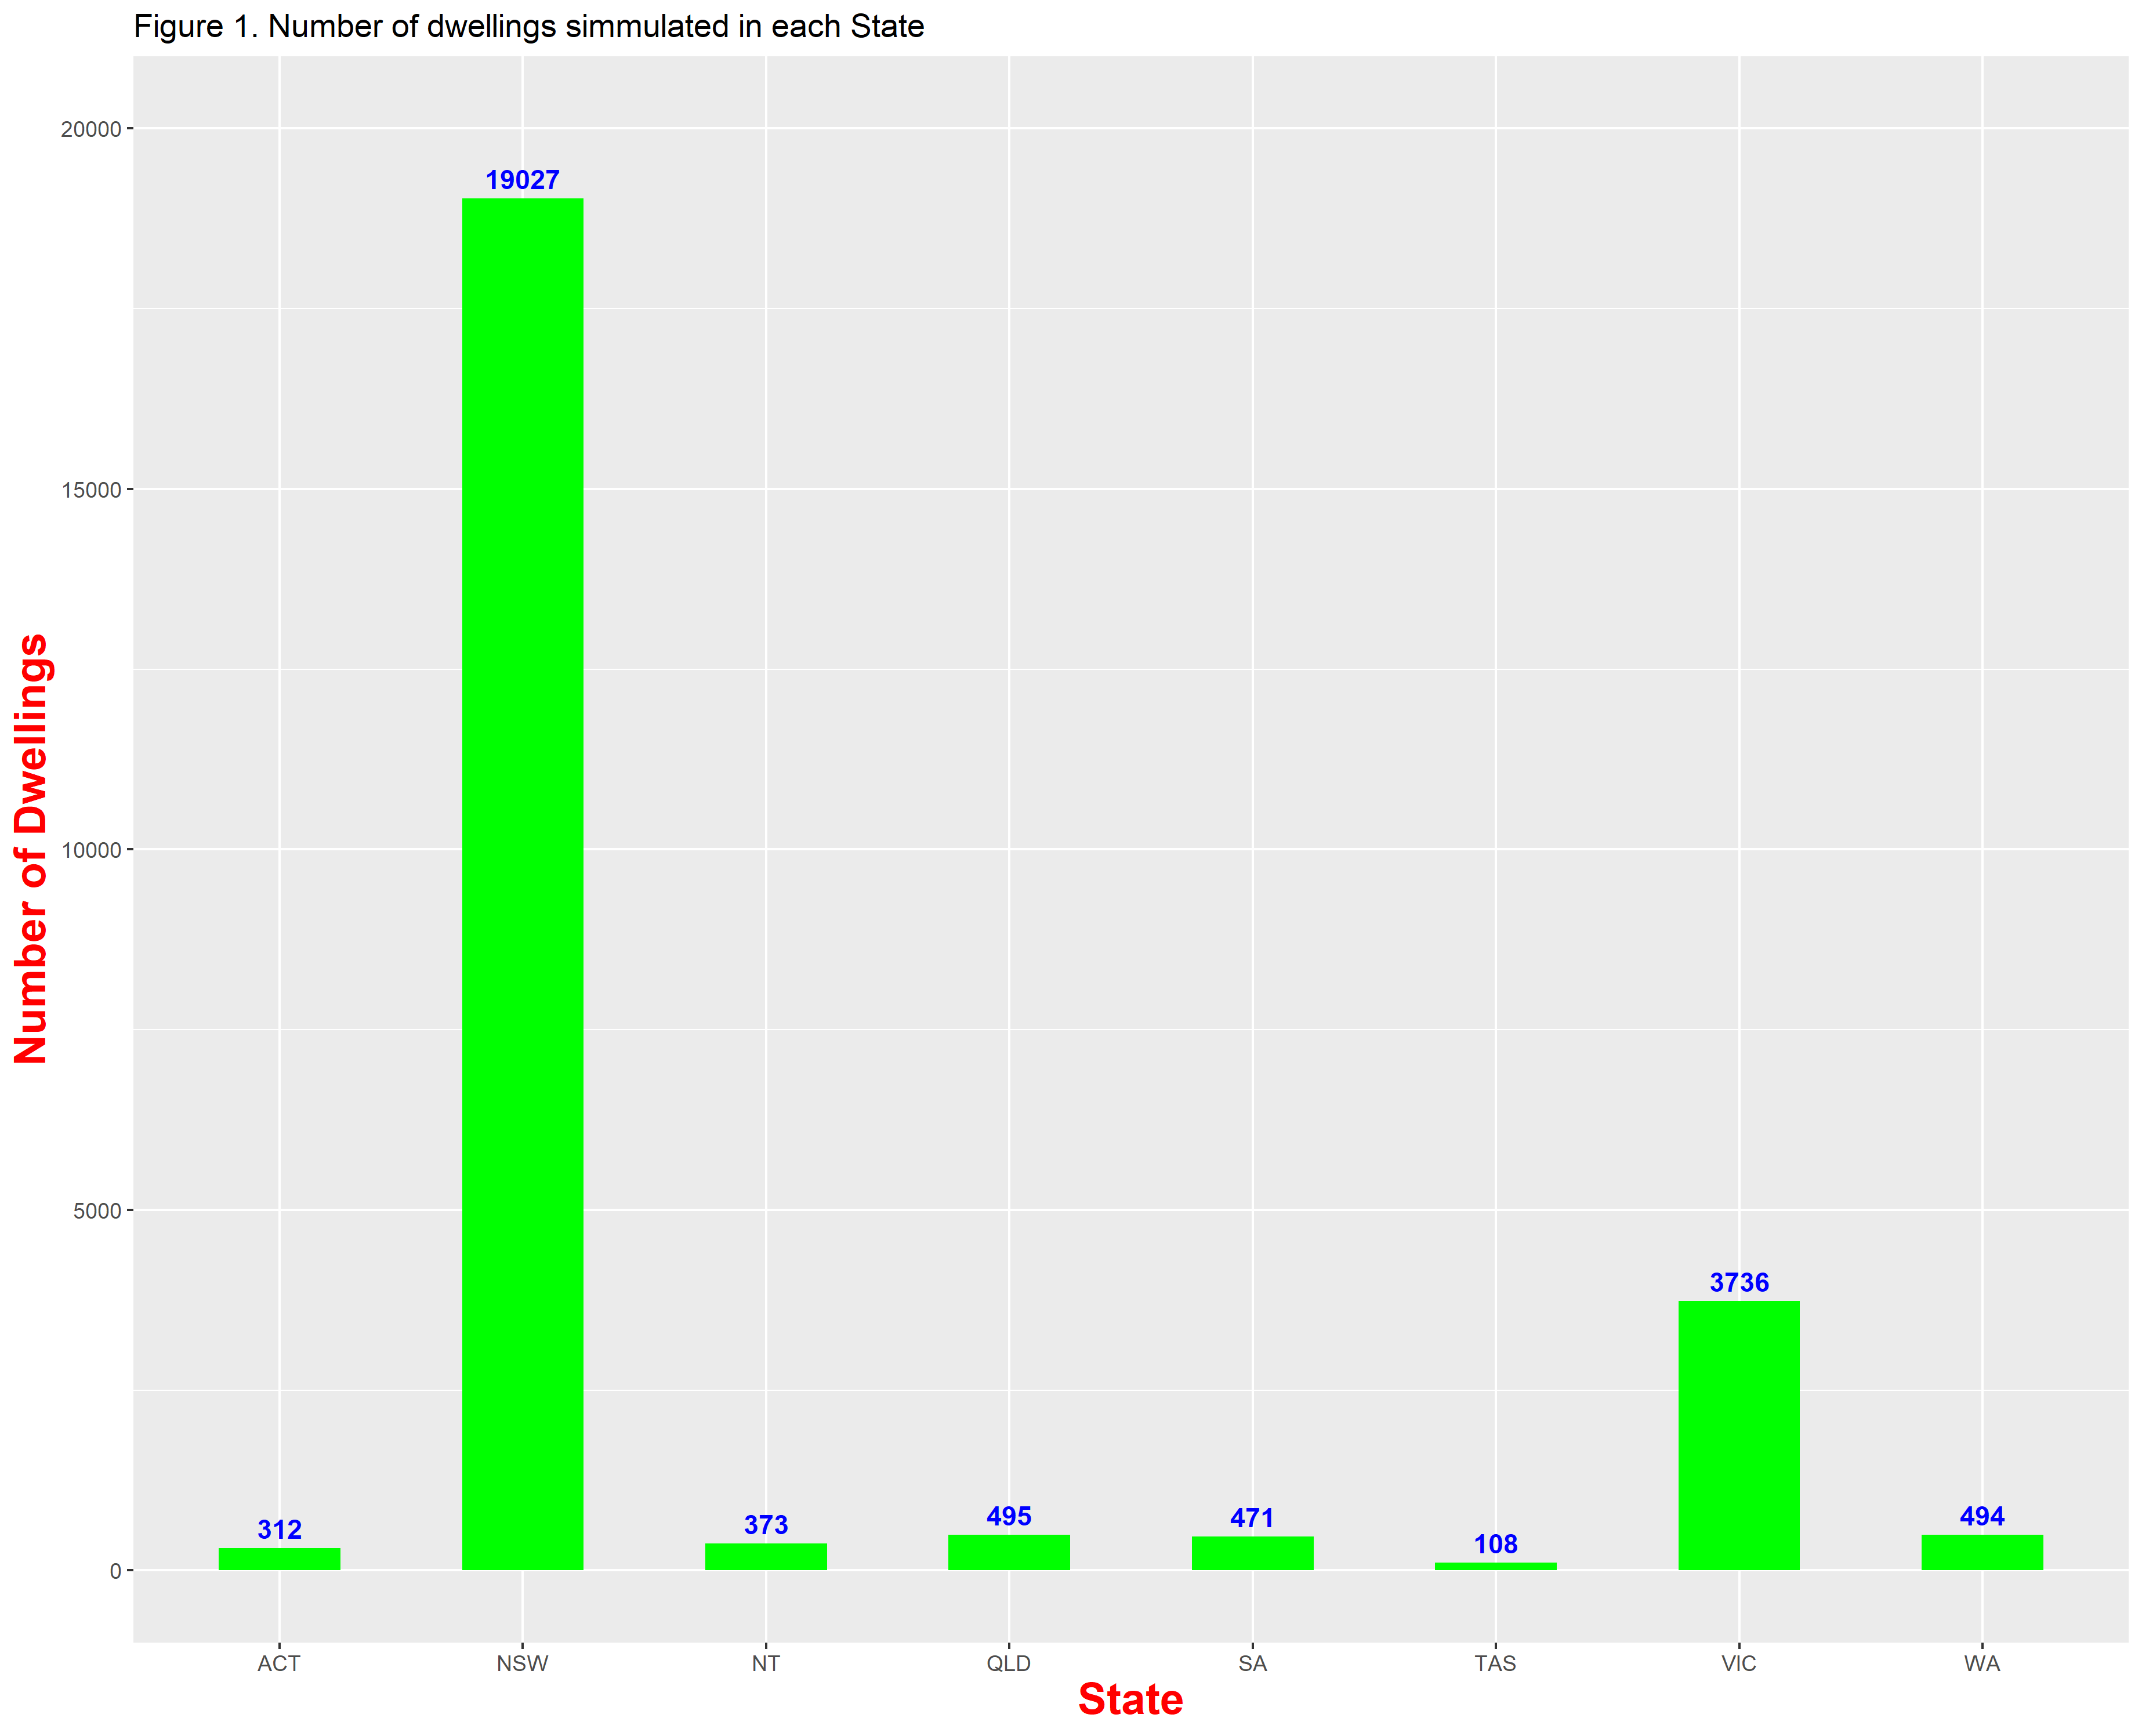 Figure 1. Number of dwellings simmulated in each State
Number of Dwellings
20000
15000
10000
5000
0
312
19027
373
495
471
108
3736
494
ACT
NSW
NT
QLD
SA
TAS
VIC
WA
State